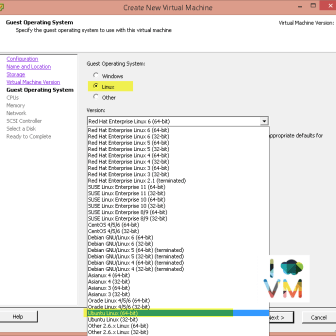 Create New Virtual Machine
Guest Operating System
Specify the guest operating system to use with this virtual machine
Virtual Machine Version:
Configuration
Name and Location
Storage
Virtual Machine Version
Guest Operating System
CPUs
Memory
Network
SCSI Controller
Select a Disk
Ready to Complete
Guest Operating System:
Windows
Linux
Other
Version:
Red Hat Enterprise Linux 6 (64-bit)
Red Hat Enterprise Linux 6 (64-bit)
Red Hat Enterprise Linux 6 (32-bit)
Red Hat Enterprise Linux 5 (64-bit)
Red Hat Enterprise Linux 5 (32-bit)
Red Hat Enterprise Linux 4 (64-bit)
Red Hat Enterprise Linux 4 (32-bit)
Red Hat Enterprise Linux 3 (64-bit)
Red Hat Enterprise Linux 3 (32-bit)
Red Hat Enterprise Linux 2.1 (terminated)
SUSE Linux Enterprise 11 (64-bit)
SUSE Linux Enterprise 11 (32-bit)
SUSE Linux Enterprise 10 (64-bit)
SUSE Linux Enterprise 10 (32-bit)
SUSE Linux Enterprise 8/9 (64-bit)
SUSE Linux Enterprise 8/9 (32-bit)
CentOS 4/5/6 (64-bit)
CentOS 4/5/6 (32-bit)
Debian GNU/Linux 6 (64-bit)
Debian GNU/Linux 6 (32-bit)
Debian GNU/Linux 5 (64-bit) (terminated)
Debian GNU/Linux 5 (32-bit) (terminated)
Debian GNU/Linux 4 (64-bit) (terminated)
Debian GNU/Linux 4 (32-bit) (terminated)
Asianux 4 (64-bit)
Asianux 4 (32-bit)
Asianux 3 (64-bit)
Asianux 3 (32-bit)
Oracle Linux 4/5/6 (64-bit)
Oracle Linux 4/5/6 (32-bit)
Ubuntu Linux (64-bit)
Ubuntu Linux (32-bit)
Other 2.6.x Linux (64-bit)
Other 2.6.x Linux (32-bit)
appropriate defaults for
VM
Help
Next >
Cancel